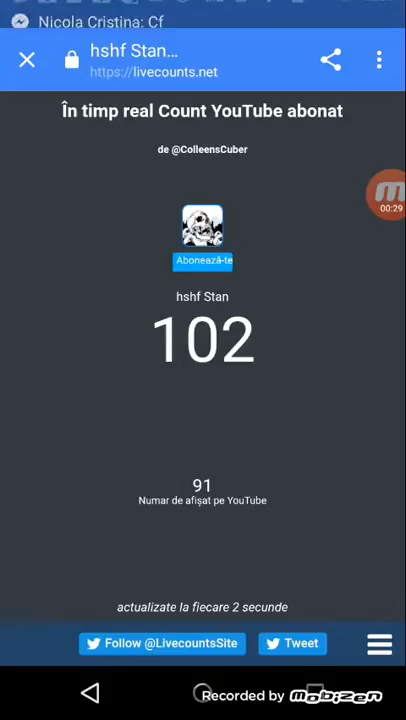 Nicola Cristina: Cf
hshf Stan...
https://livecounts.net
În timp real Count YouTube abonat
de @ColleensCuber
00:29
Abonează-te
hshf Stan
102
91
Numar de afișat pe YouTube
actualizate la fiecare 2 secunde
Follow @LivecountsSite
Tweet
Recorded by mobizen